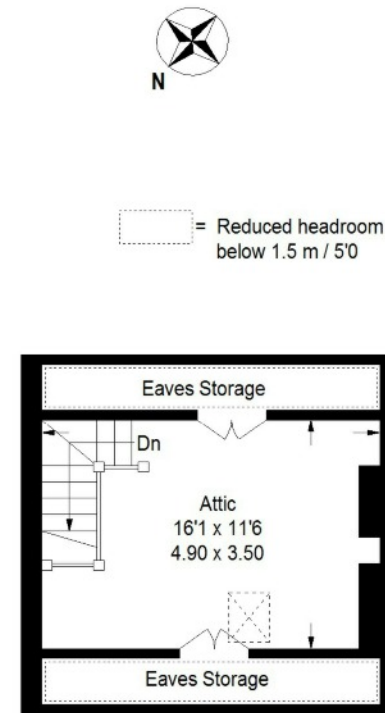 N
= Reduced headroom
below 1.5 m / 5'0
Eaves Storage
Dn
Attic
16'1 x 11'6
4.90 x 3.50
Eaves Storage